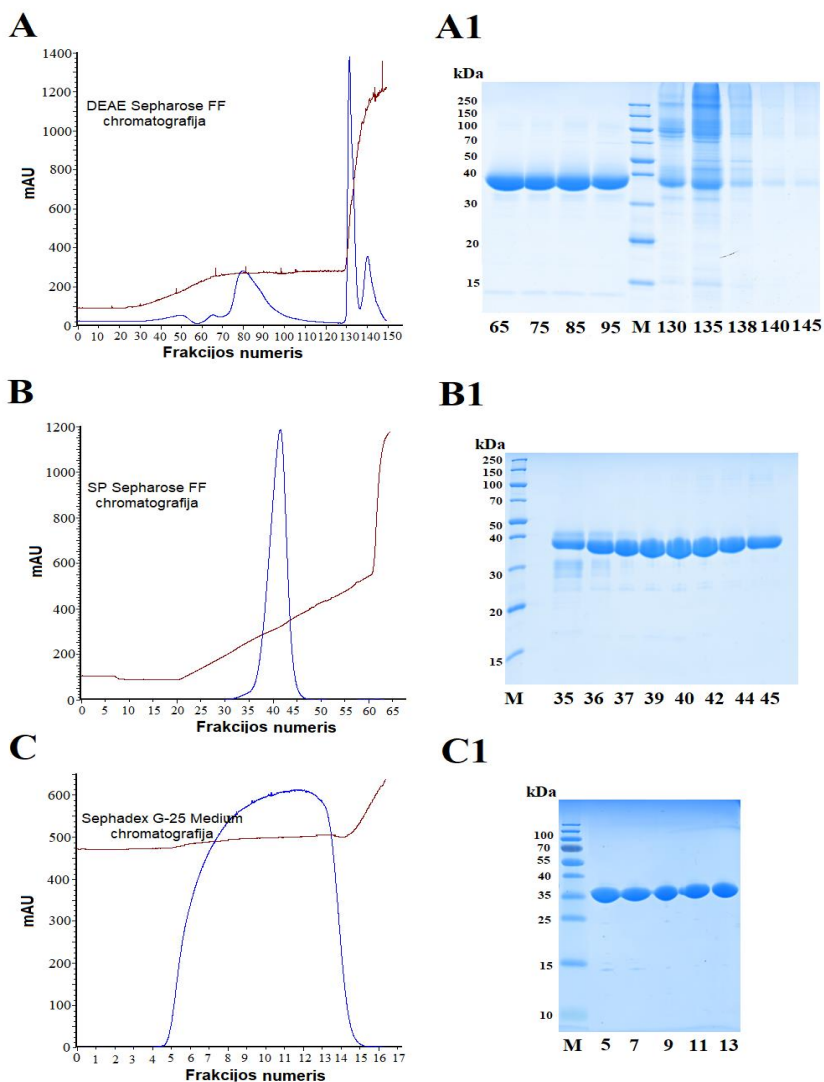 A
DEAE Sepharose FF
chromatografija
mAU
1400
1200
1000
800
600
400
200
0
0 10 20 30 40 50 60 70 80 90 100 110 120 130 140 150
Frakcijos numeris
A1
kDa
250
150
100
70
50
40
30
20
15
65 75 85 95 M 130 135 138 140 145
B
SP Sepharose FF
chromatografija
mAU
1200
1000
800
600
400
200
0
0 5 10 15 20 25 30 35 40 45 50 55 60 65
Frakcijos numeris
B1
kDa
250
150
100
70
50
40
30
20
15
M 35 36 37 39 40 42 44 45
C
Sephadex G-25 Medium
chromatografija
mAU
600
500
400
300
200
100
0
0 1 2 3 4 5 6 7 8 9 10 11 12 13 14 15 16 17
Frakcijos numeris
C1
kDa
100
70
55
40
35
25
15
10
M 5 7 9 11 13